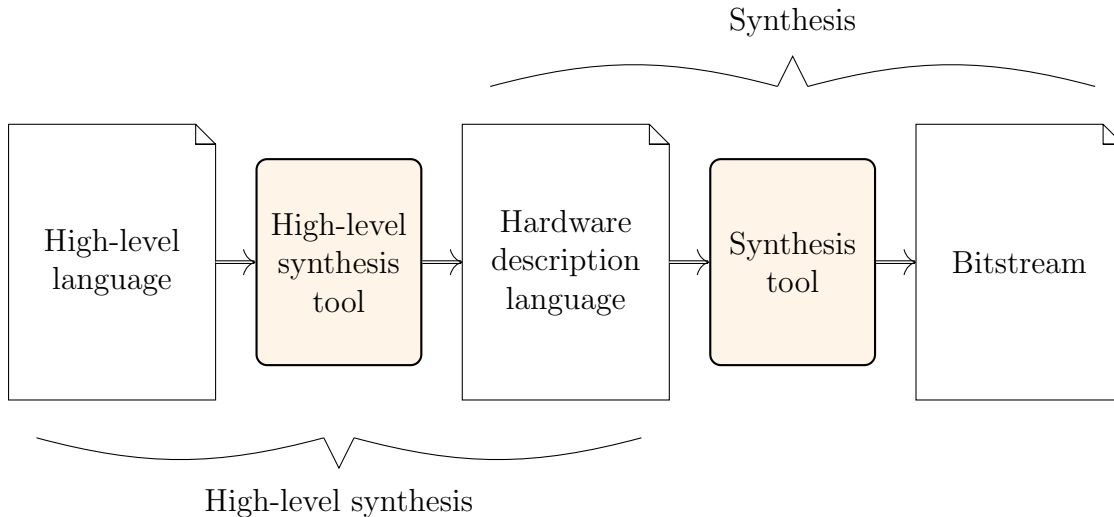 Synthesis
High-level
language
High-level
synthesis
tool
Hardware
description
language
Synthesis
tool
Bitstream
High-level synthesis